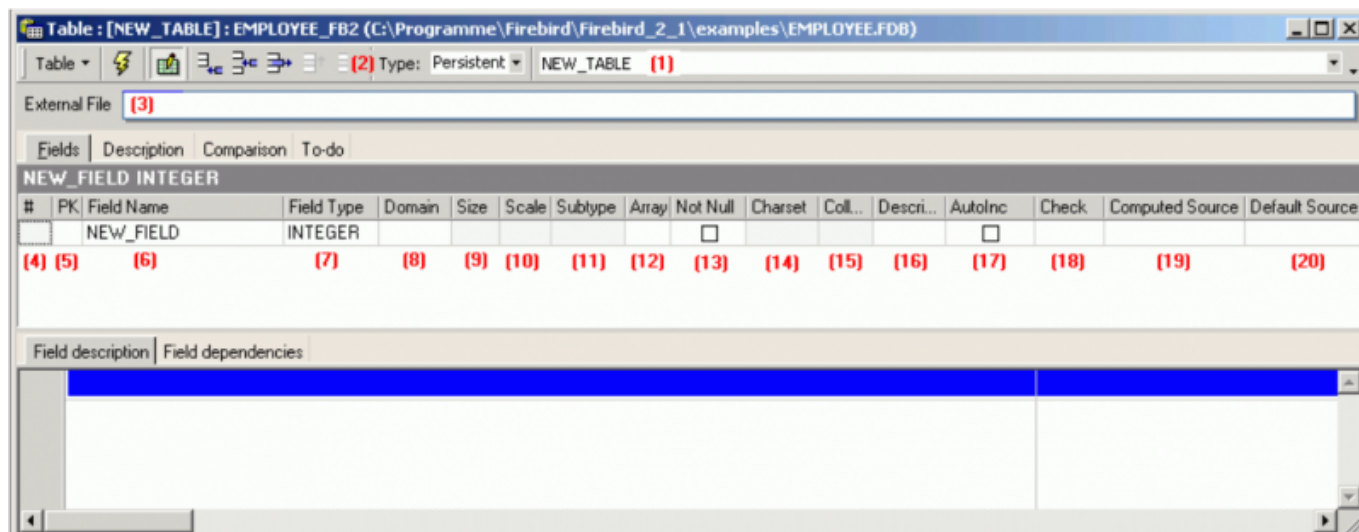 Table : [NEW_TABLE] : EMPLOYEE_FB2 (C:\Programme\Firebird\Firebird_2_1\examples\EMPLOYEE.FDB)
Table (2) Type: Persistent NEW_TABLE (1)
External File (3)
Fields Description Comparison To-do
NEW_FIELD INTEGER
# PK Field Name Field Type Domain Size Scale Subtype Array Not Null Charset Coll... Descri... AutoInc Check Computed Source Default Source
NEW_FIELD INTEGER
(4) (5) (6) (7) (8) (9) (10) (11) (12) (13) (14) (15) (16) (17) (18) (19) (20)
Field description Field dependencies